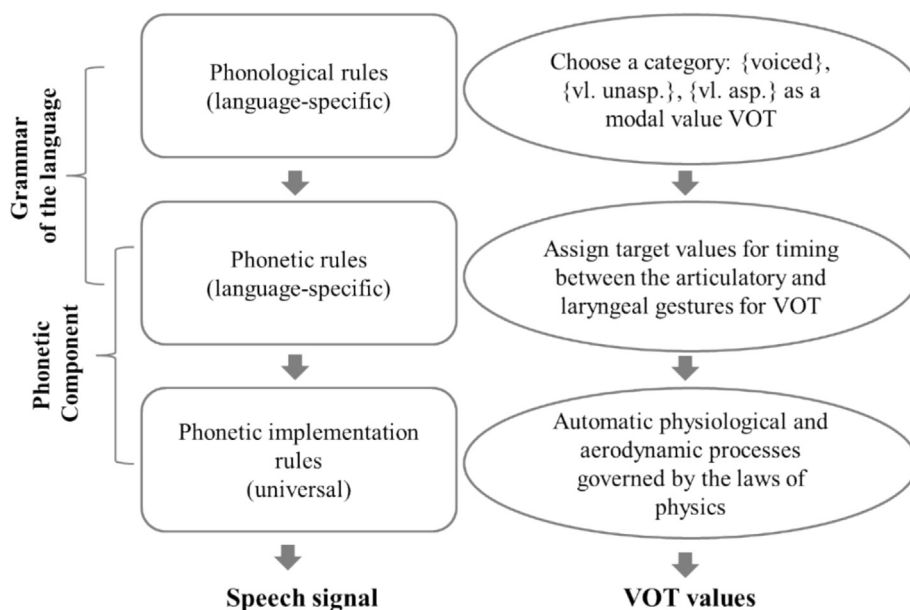 Grammar
of the language
Phonetic
Component
Phonological rules
(language-specific)
Choose a category: {voiced},
{vl. unasp.}, {vl. asp.} as a
modal value VOT
Phonetic rules
(language-specific)
Assign target values for timing
between the articulatory and
laryngeal gestures for VOT
Phonetic implementation
rules
(universal)
Automatic physiological and
aerodynamic processes
governed by the laws of
physics
Speech signal
VOT values